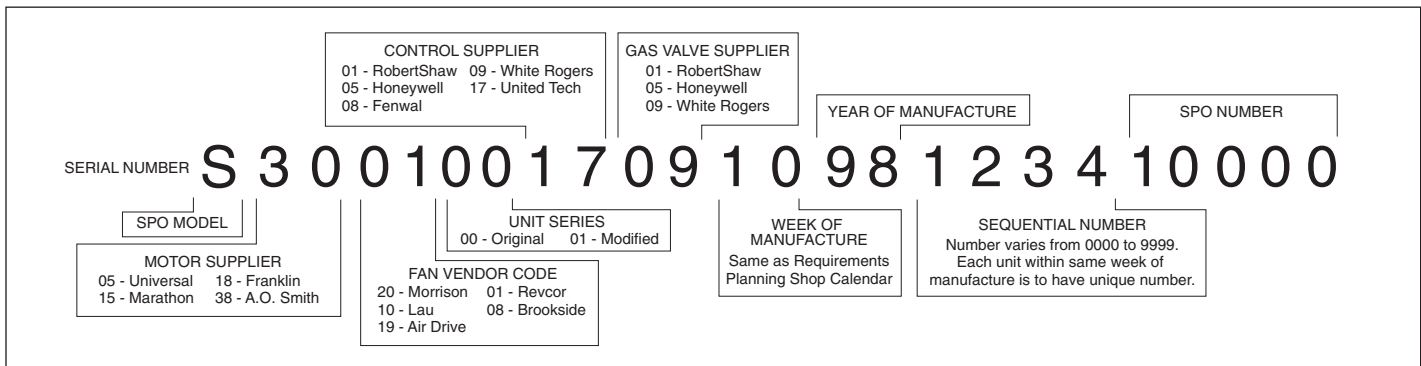 CONTROL SUPPLIER
01 - RobertShaw 09 - White Rogers
05 - Honeywell 17 - United Tech
08 - Fenwal
GAS VALVE SUPPLIER
01 - RobertShaw
05 - Honeywell
09 - White Rogers
YEAR OF MANUFACTURE
SPO NUMBER
SERIAL NUMBER S 3 0 0 1 0 0 1 7 0 9 1 0 9 8 1 2 3 4 1 0 0 0 0
SPO MODEL
MOTOR SUPPLIER
05 - Universal 18 - Franklin
15 - Marathon 38 - A.O. Smith
UNIT SERIES
00 - Original 01 - Modified
FAN VENDOR CODE
20 - Morrison 01 - Revcor
10 - Lau 08 - Brookside
19 - Air Drive
WEEK OF
MANUFACTURE
Same as Requirements
Planning Shop Calendar
SEQUENTIAL NUMBER
Number varies from 0000 to 9999.
Each unit within same week of
manufacture is to have unique number.